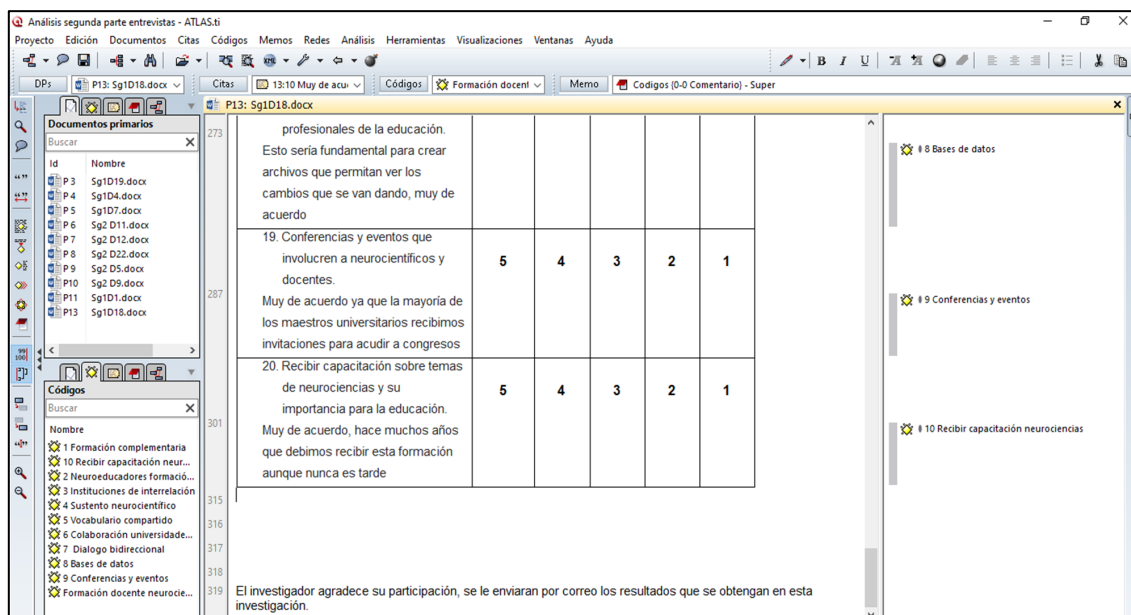 Análisis segunda parte entrevistas - ATLAS.ti
Proyecto Edición Documentos Citas Códigos Memos Redes Análisis Herramientas Visualizaciones Ventanas Ayuda
B I U A A
DPs P13: Sg1D18.docx Citas 13:10 Muy de acu Códigos Formación docent Memo Codigos (0-0 Comentario) - Super
P13: Sg1D18.docx
Documentos primarios
Buscar
Id Nombre
P 3 Sg1D19.docx
P 4 Sg1D4.docx
P 5 Sg1D7.docx
P 6 Sg2 D11.docx
P 7 Sg2 D12.docx
P 8 Sg2 D22.docx
P 9 Sg2 D5.docx
P10 Sg2 D9.docx
P11 Sg1D1.docx
P13 Sg1D18.docx
Códigos
Buscar
Nombre
1 Formación complementaria
10 Recibir capacitación neur...
2 Neuroeducadores formació...
3 Instituciones de interrelación
4 Sustento neurocientífico
5 Vocabulario compartido
6 Colaboración universidade...
7 Dialogo bidireccional
8 Bases de datos
9 Conferencias y eventos
Formación docente neurocie...
273
profesionales de la educación.
Esto sería fundamental para crear
archivos que permitan ver los
cambios que se van dando, muy de
acuerdo
19. Conferencias y eventos que
involucren a neurocientíficos y
docentes.
5 4 3 2 1
287
Muy de acuerdo ya que la mayoría de
los maestros universitarios recibimos
invitaciones para acudir a congresos
20. Recibir capacitación sobre temas
de neurociencias y su
importancia para la educación.
5 4 3 2 1
301
Muy de acuerdo, hace muchos años
que debimos recibir esta formación
aunque nunca es tarde
315
316
317
318
319
El investigador agradece su participación, se le enviaran por correo los resultados que se obtengan en esta
investigación.
8 Bases de datos
9 Conferencias y eventos
10 Recibir capacitación neurociencias